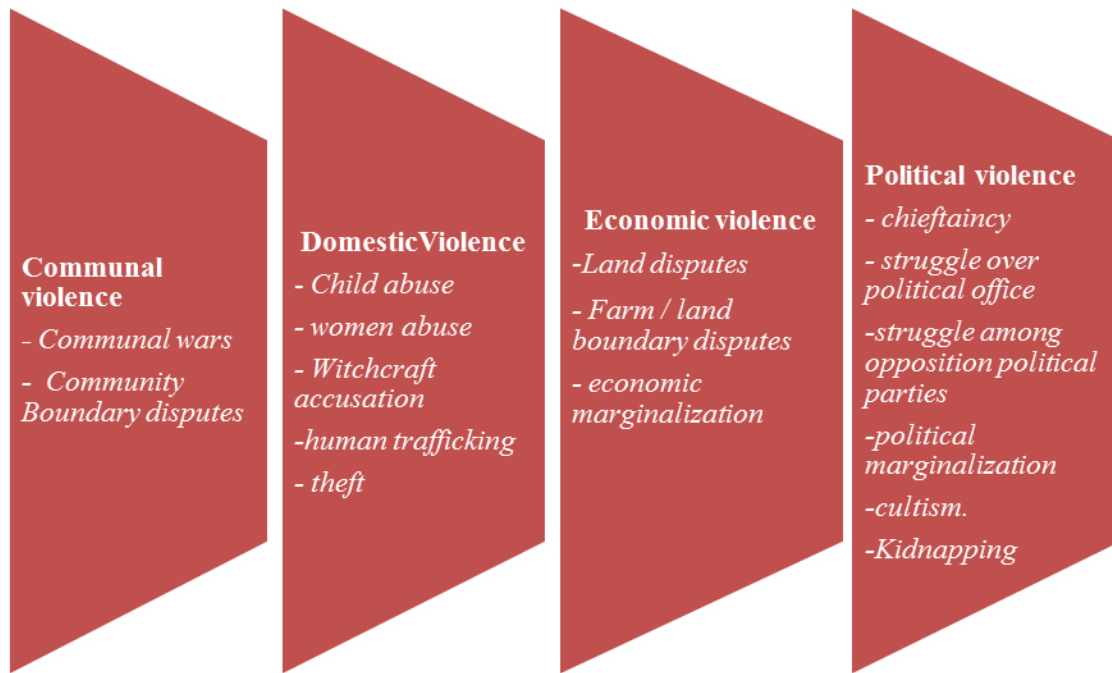 Communal
violence
- Communal wars
- Community
Boundary disputes
DomesticViolence
- Child abuse
- women abuse
- Witchcraft
accusation
-human trafficking
- theft
Economic violence
-Land disputes
- Farm / land
boundary disputes
- economic
marginalization
Political violence
- chieftaincy
- struggle over
political office
-struggle among
opposition political
parties
-political
marginalization
-cultism.
-Kidnapping